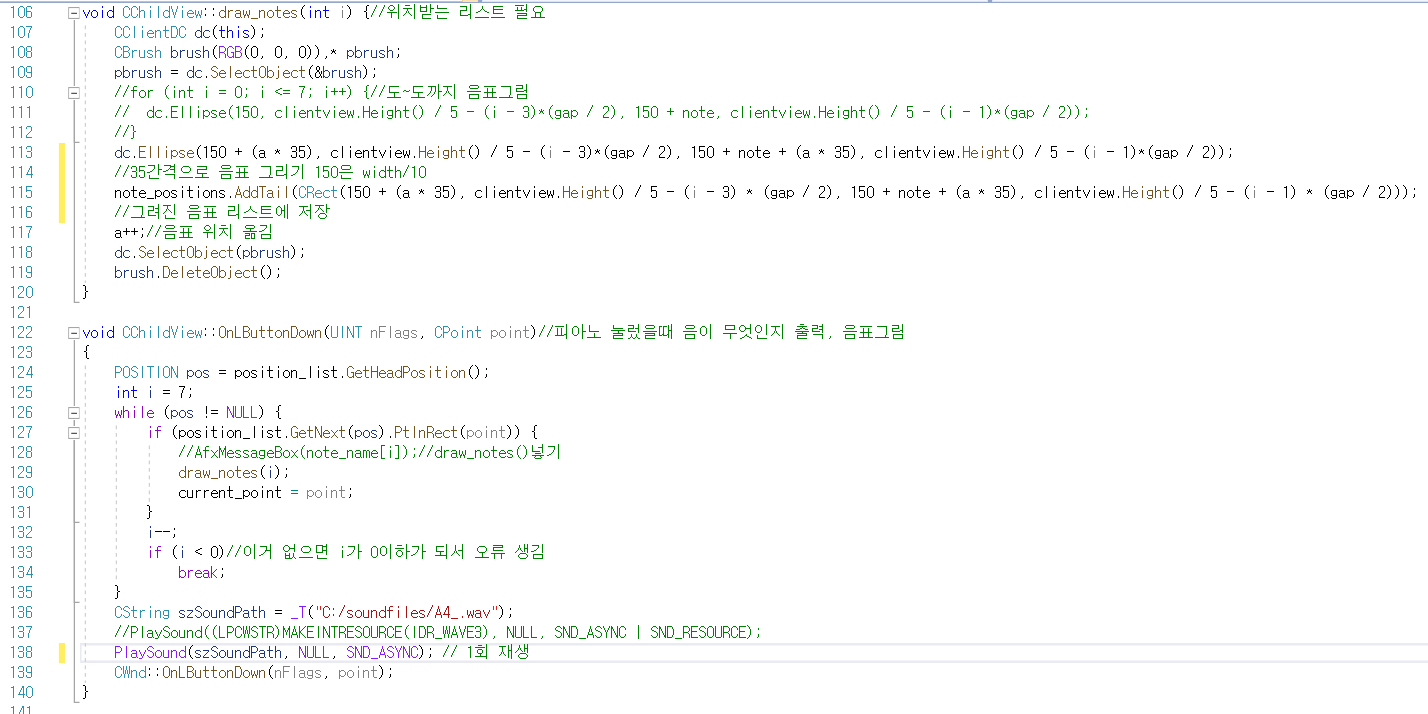 106 void CChildView::draw_notes(int i) {//위치받는 리스트 필요
107 CClientDC dc(this);
108 CBrush brush(RGB(0, 0, 0)),* pbrush;
109 pbrush = dc.SelectObject(&brush);
110 //for (int i = 0; i <= 7; i++) {//도~도까지 음표그림
111 // dc.Ellipse(150, clientview.Height() / 5 - (i - 3)*(gap / 2), 150 + note, clientview.Height() / 5 - (i - 1)*(gap / 2));
112 //}
113 dc.Ellipse(150 + (a * 35), clientview.Height() / 5 - (i - 3)*(gap / 2), 150 + note + (a * 35), clientview.Height() / 5 - (i - 1)*(gap / 2));
114 //35간격으로 음표 그리기 150은 width/10
115 note_positions.AddTail(CRect(150 + (a * 35), clientview.Height() / 5 - (i - 3) * (gap / 2), 150 + note + (a * 35), clientview.Height() / 5 - (i - 1) * (gap / 2)));
116 //그려진 음표 리스트에 저장
117 a++;//음표 위치 옮김
118 dc.SelectObject(pbrush);
119 brush.DeleteObject();
120 }
121
122 void CChildView::OnLButtonDown(UINT nFlags, CPoint point)//피아노 눌렀을때 음이 무엇인지 출력, 음표그림
123 {
124 POSITION pos = position_list.GetHeadPosition();
125 int i = 7;
126 while (pos != NULL) {
127 if (position_list.GetNext(pos).PtInRect(point)) {
128 //AfxMessageBox(note_name[i]);//draw_notes()넣기
129 draw_notes(i);
130 current_point = point;
131 }
132 i--;
133 if (i < 0)//이거 없으면 i가 0이하가 되서 오류 생김
134 break;
135 }
136 CString szSoundPath = _T("C:/soundfiles/A4_.wav");
137 //PlaySound((LPCWSTR)MAKEINTRESOURCE(IDR_WAVE3), NULL, SND_ASYNC | SND_RESOURCE);
138 PlaySound(szSoundPath, NULL, SND_ASYNC); // 1회 재생
139 CWnd::OnLButtonDown(nFlags, point);
140 }
141